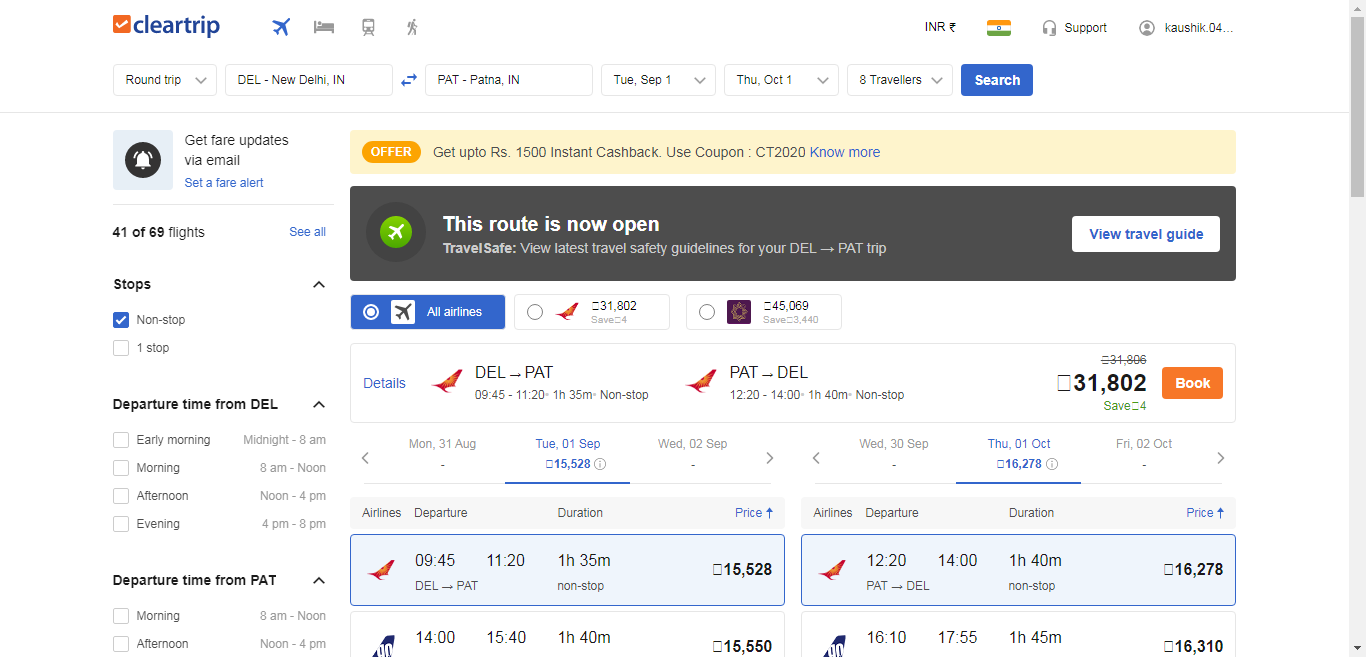 cleartrip
INR ₹
Support
kaushik.04...
Round trip
DEL - New Delhi, IN
PAT - Patna, IN
Tue, Sep 1
Thu, Oct 1
8 Travellers
Search
Get fare updates
via email
Set a fare alert
41 of 69 flights
See all
Stops
Non-stop
1 stop
Departure time from DEL
Early morning Midnight - 8 am
Morning 8 am - Noon
Afternoon Noon - 4 pm
Evening 4 pm - 8 pm
Departure time from PAT
Morning 8 am - Noon
Afternoon Noon - 4 pm
OFFER Get upto Rs. 1500 Instant Cashback. Use Coupon : CT2020 Know more
This route is now open
TravelSafe: View latest travel safety guidelines for your DEL → PAT trip
View travel guide
All airlines
▯31,802
Save▯4
▯45,069
Save▯3,440
Details
DEL → PAT
09:45 - 11:20• 1h 35m• Non-stop
PAT → DEL
12:20 - 14:00• 1h 40m• Non-stop
▯31,806
▯31,802
Save▯4
Book
Mon, 31 Aug
-
Tue, 01 Sep
▯15,528
Wed, 02 Sep
-
Wed, 30 Sep
-
Thu, 01 Oct
▯16,278
Fri, 02 Oct
-
Airlines Departure Duration Price ↑
09:45 11:20 1h 35m ▯15,528
DEL → PAT non-stop
14:00 15:40 1h 40m ▯15,550
Airlines Departure Duration Price ↑
12:20 14:00 1h 40m ▯16,278
PAT → DEL non-stop
16:10 17:55 1h 45m ▯16,310